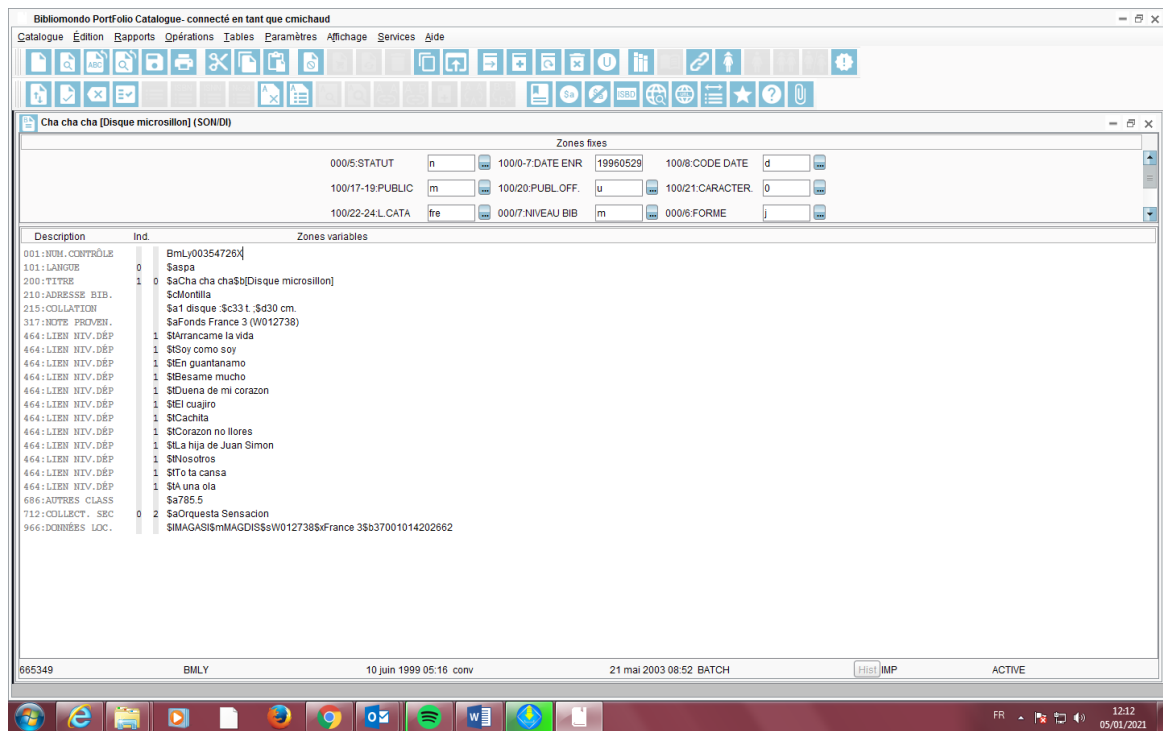 Bibliomondo PortFolio Catalogue- connecté en tant que cmichaud
Catalogue Édition Rapports Opérations Tables Paramètres Affichage Services Aide
ABC
U
A
A
$a ISBD
Cha cha cha [Disque microsillon] (SON/DI)
Zones fixes
000/5:STATUT n 100/0-7:DATE ENR 19960529 100/8:CODE DATE d
100/17-19:PUBLIC m 100/20:PUBL.OFF. u 100/21:CARACTER. 0
100/22-24:L.CATA fre 000/7:NIVEAU BIB m 000/6:FORME j
Description Ind. Zones variables
001:NUM.CONTRÔLE BmLy00354726X
101:LANGUE 0 $aspa
200:TITRE 1 0 $aCha cha cha$b[Disque microsillon]
210:ADRESSE BIB. $cMontilla
215:COLLATION $a1 disque :$c33 t. ;$d30 cm.
317:NOTE PROVEN. $aFonds France 3 (W012738)
464:LIEN NIV.DÉP 1 $tArrancame la vida
464:LIEN NIV.DÉP 1 $tSoy como soy
464:LIEN NIV.DÉP 1 $tEn guantanamo
464:LIEN NIV.DÉP 1 $tBesame mucho
464:LIEN NIV.DÉP 1 $tDuena de mi corazon
464:LIEN NIV.DÉP 1 $tEl cuajiro
464:LIEN NIV.DÉP 1 $tCachita
464:LIEN NIV.DÉP 1 $tCorazon no llores
464:LIEN NIV.DÉP 1 $tLa hija de Juan Simon
464:LIEN NIV.DÉP 1 $tNosotros
464:LIEN NIV.DÉP 1 $tTo ta cansa
464:LIEN NIV.DÉP 1 $tA una ola
686:AUTRES CLASS $a785.5
712:COLLECT. SEC 0 2 $aOrquesta Sensacion
966:DONNÉES LOC. $lMAGASI$mMAGDIS$sW012738$xFrance 3$b37001014202662
665349 BMLY 10 juin 1999 05:16 conv 21 mai 2003 08:52 BATCH Hist IMP ACTIVE
FR 12:12
05/01/2021